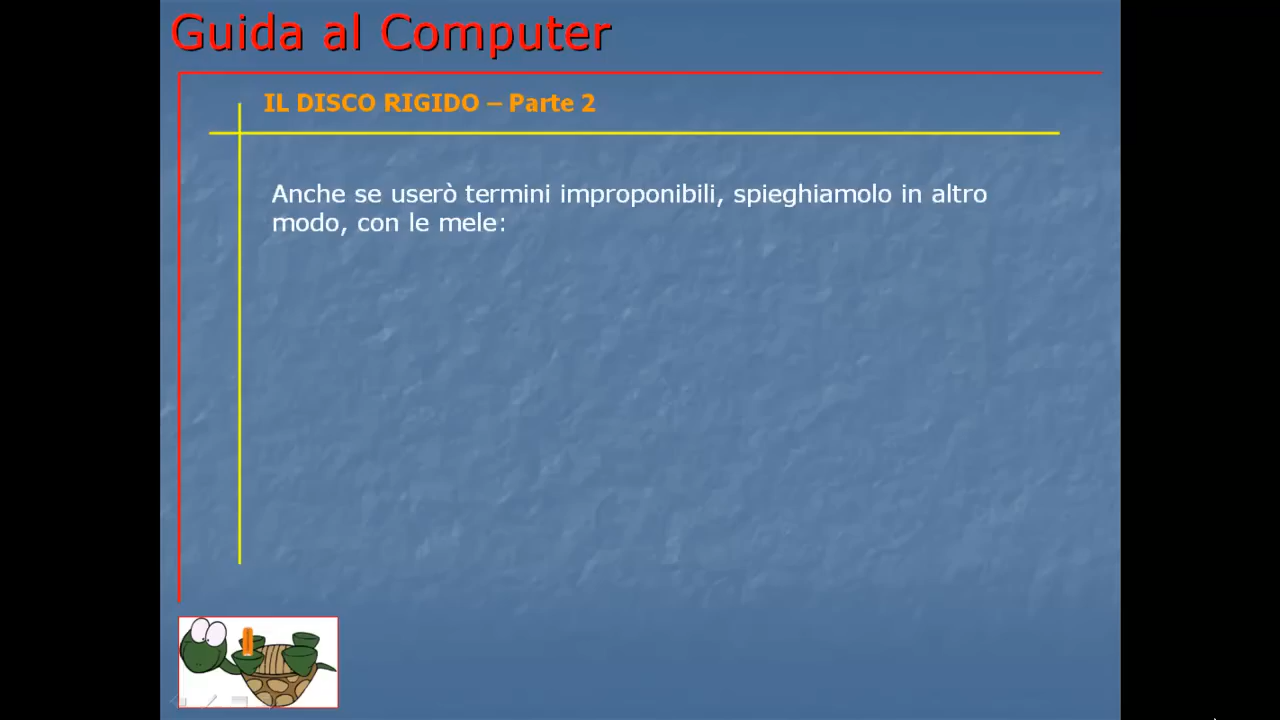 Guida al Computer
IL DISCO RIGIDO – Parte 2
Anche se userò termini improponibili, spieghiamolo in altro
modo, con le mele: